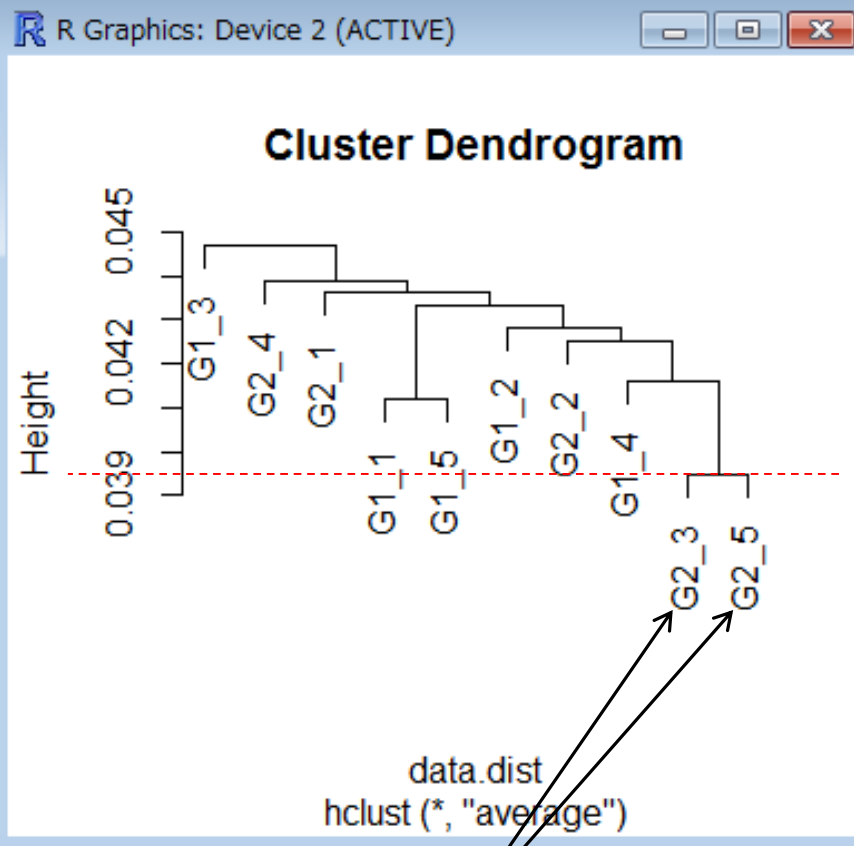 R R Graphics: Device 2 (ACTIVE)
Cluster Dendrogram
Height
0.045
0.042
0.039
G1_3
G2_4
G2_1
G1_1
G1_5
G1_2
G2_2
G1_4
G2_3
G2_5
data.dist
hclust (*, "average")